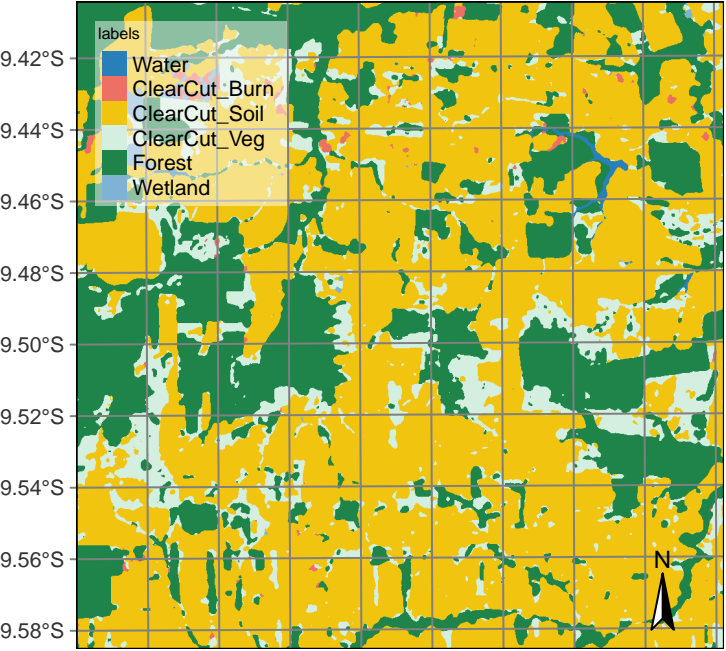 labels
Water
ClearCut_Burn
ClearCut_Soil
ClearCut_Veg
Forest
Wetland
9.42°S
9.44°S
9.46°S
9.48°S
9.50°S
9.52°S
9.54°S
9.56°S
9.58°S
N